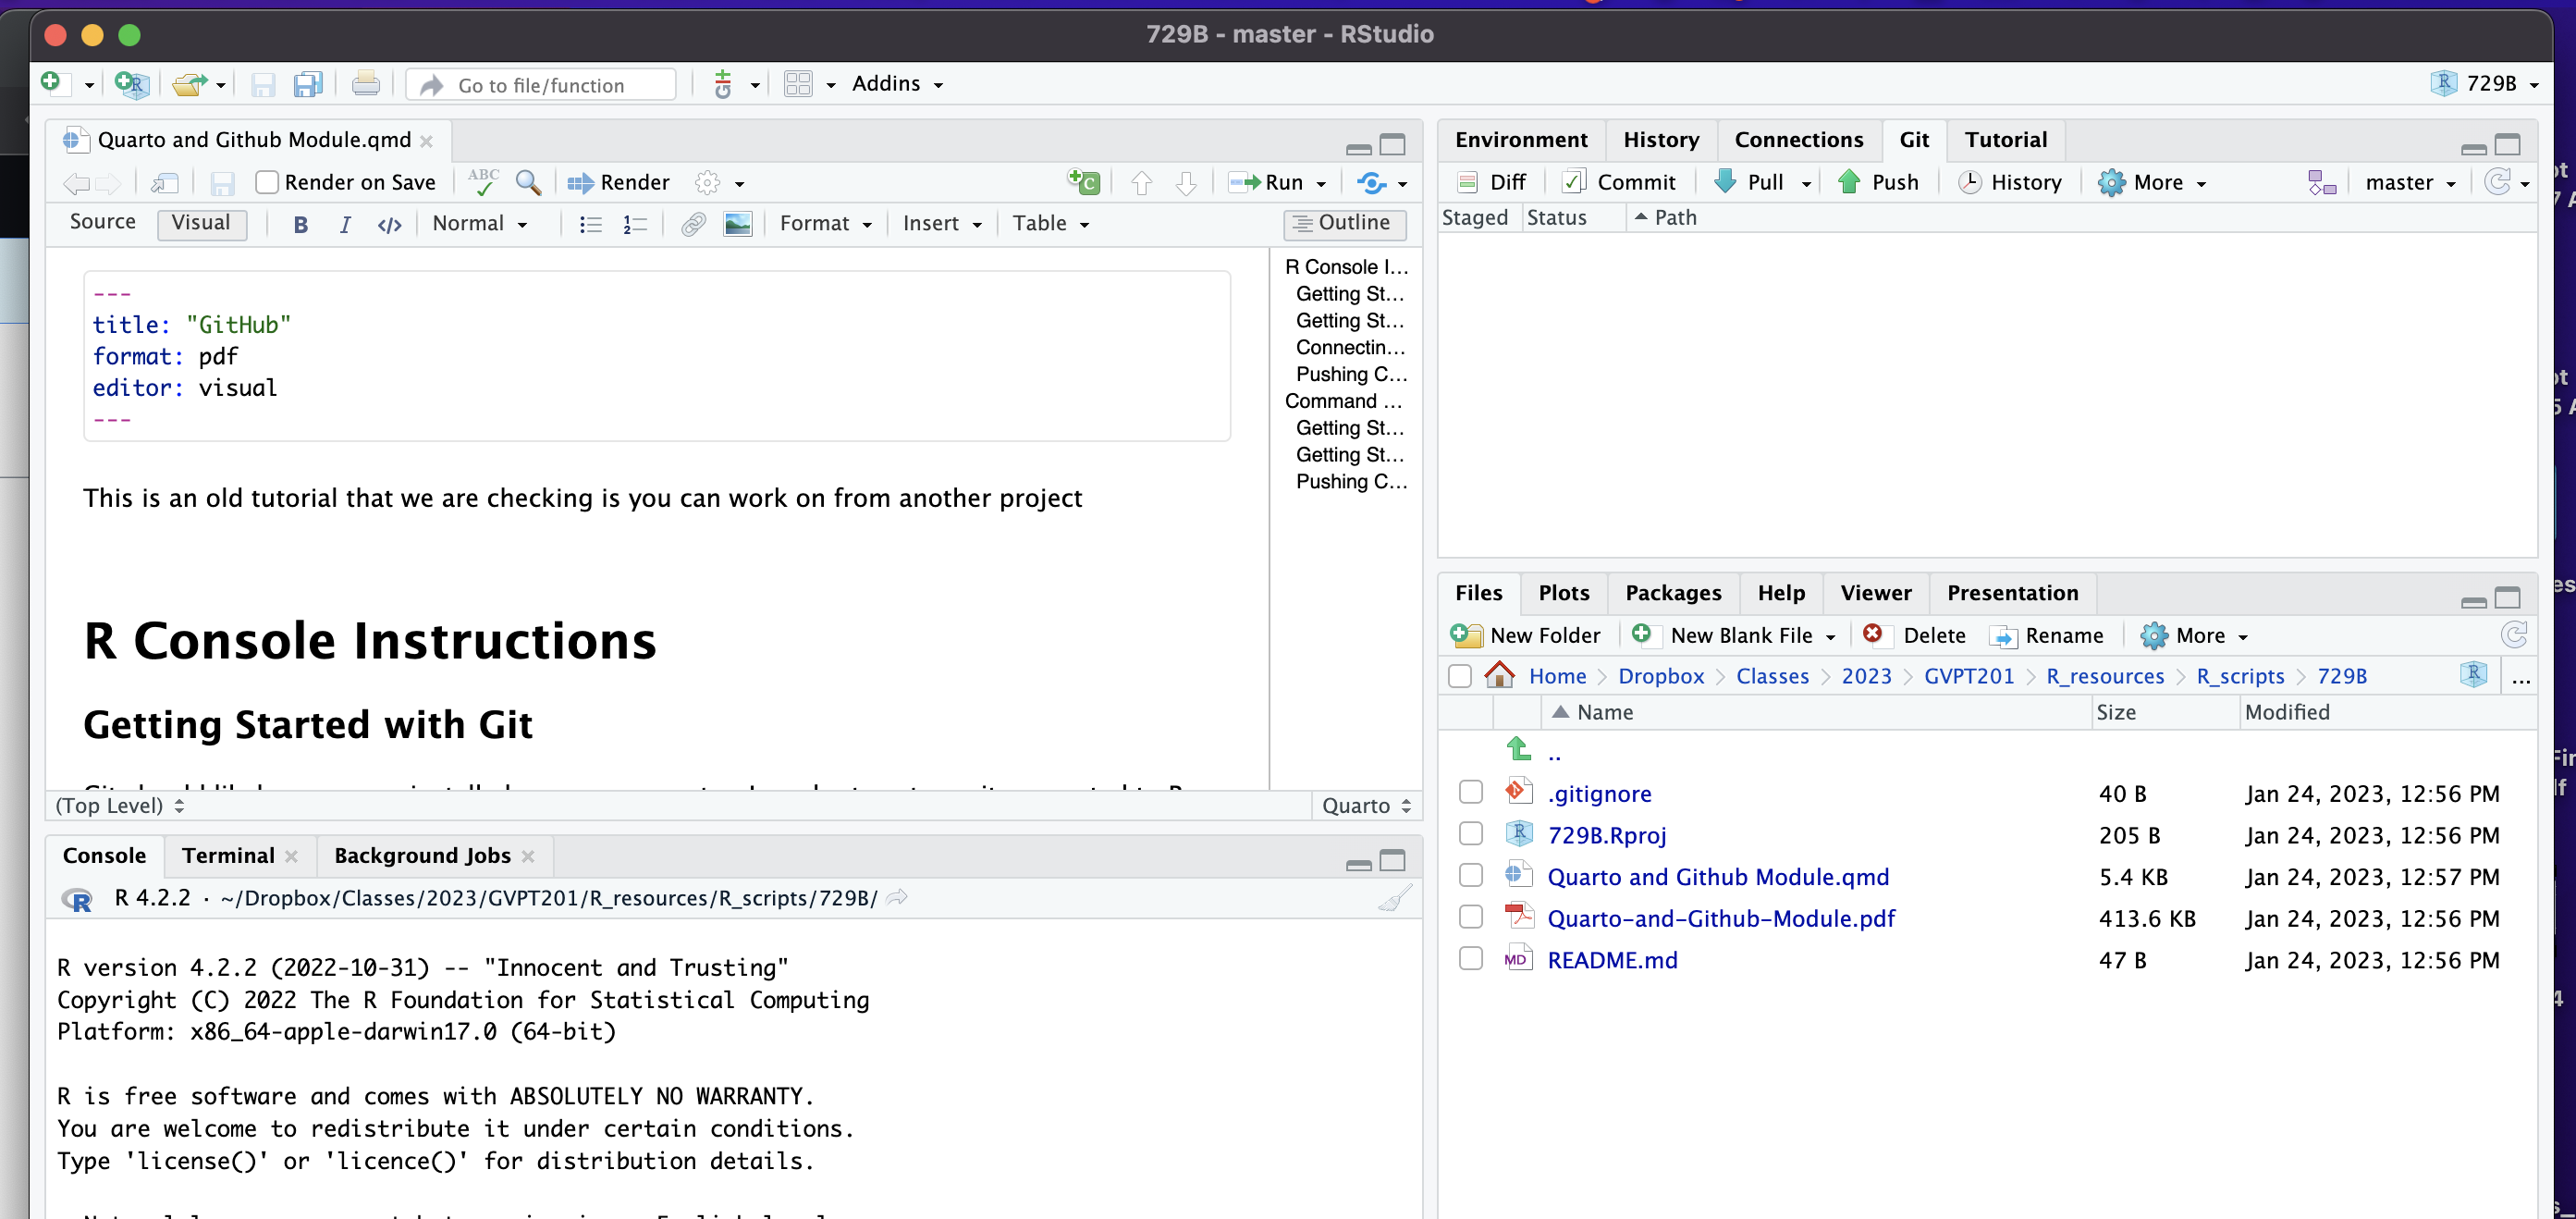 729B - master - RStudio
Go to file/function
Addins
729B
Quarto and Github Module.qmd
Render on Save
ABC
Render
Run
Source
Visual
B
I
</>
Normal
Format
Insert
Table
Outline
---
title: "GitHub"
format: pdf
editor: visual
---
This is an old tutorial that we are checking is you can work on from another project
R Console Instructions
Getting Started with Git
R Console I...
Getting St...
Getting St...
Connectin...
Pushing C...
Command ...
Getting St...
Getting St...
Pushing C...
(Top Level)
Quarto
Console
Terminal
Background Jobs
R 4.2.2 · ~/Dropbox/Classes/2023/GVPT201/R_resources/R_scripts/729B/
R version 4.2.2 (2022-10-31) -- "Innocent and Trusting"
Copyright (C) 2022 The R Foundation for Statistical Computing
Platform: x86_64-apple-darwin17.0 (64-bit)
R is free software and comes with ABSOLUTELY NO WARRANTY.
You are welcome to redistribute it under certain conditions.
Type 'license()' or 'licence()' for distribution details.
Environment
History
Connections
Git
Tutorial
Diff
Commit
Pull
Push
History
More
master
Staged
Status
Path
Files
Plots
Packages
Help
Viewer
Presentation
New Folder
New Blank File
Delete
Rename
More
Home > Dropbox > Classes > 2023 > GVPT201 > R_resources > R_scripts > 729B
...
Name Size Modified
..
.gitignore 40 B Jan 24, 2023, 12:56 PM
729B.Rproj 205 B Jan 24, 2023, 12:56 PM
Quarto and Github Module.qmd 5.4 KB Jan 24, 2023, 12:57 PM
Quarto-and-Github-Module.pdf 413.6 KB Jan 24, 2023, 12:56 PM
MD README.md 47 B Jan 24, 2023, 12:56 PM